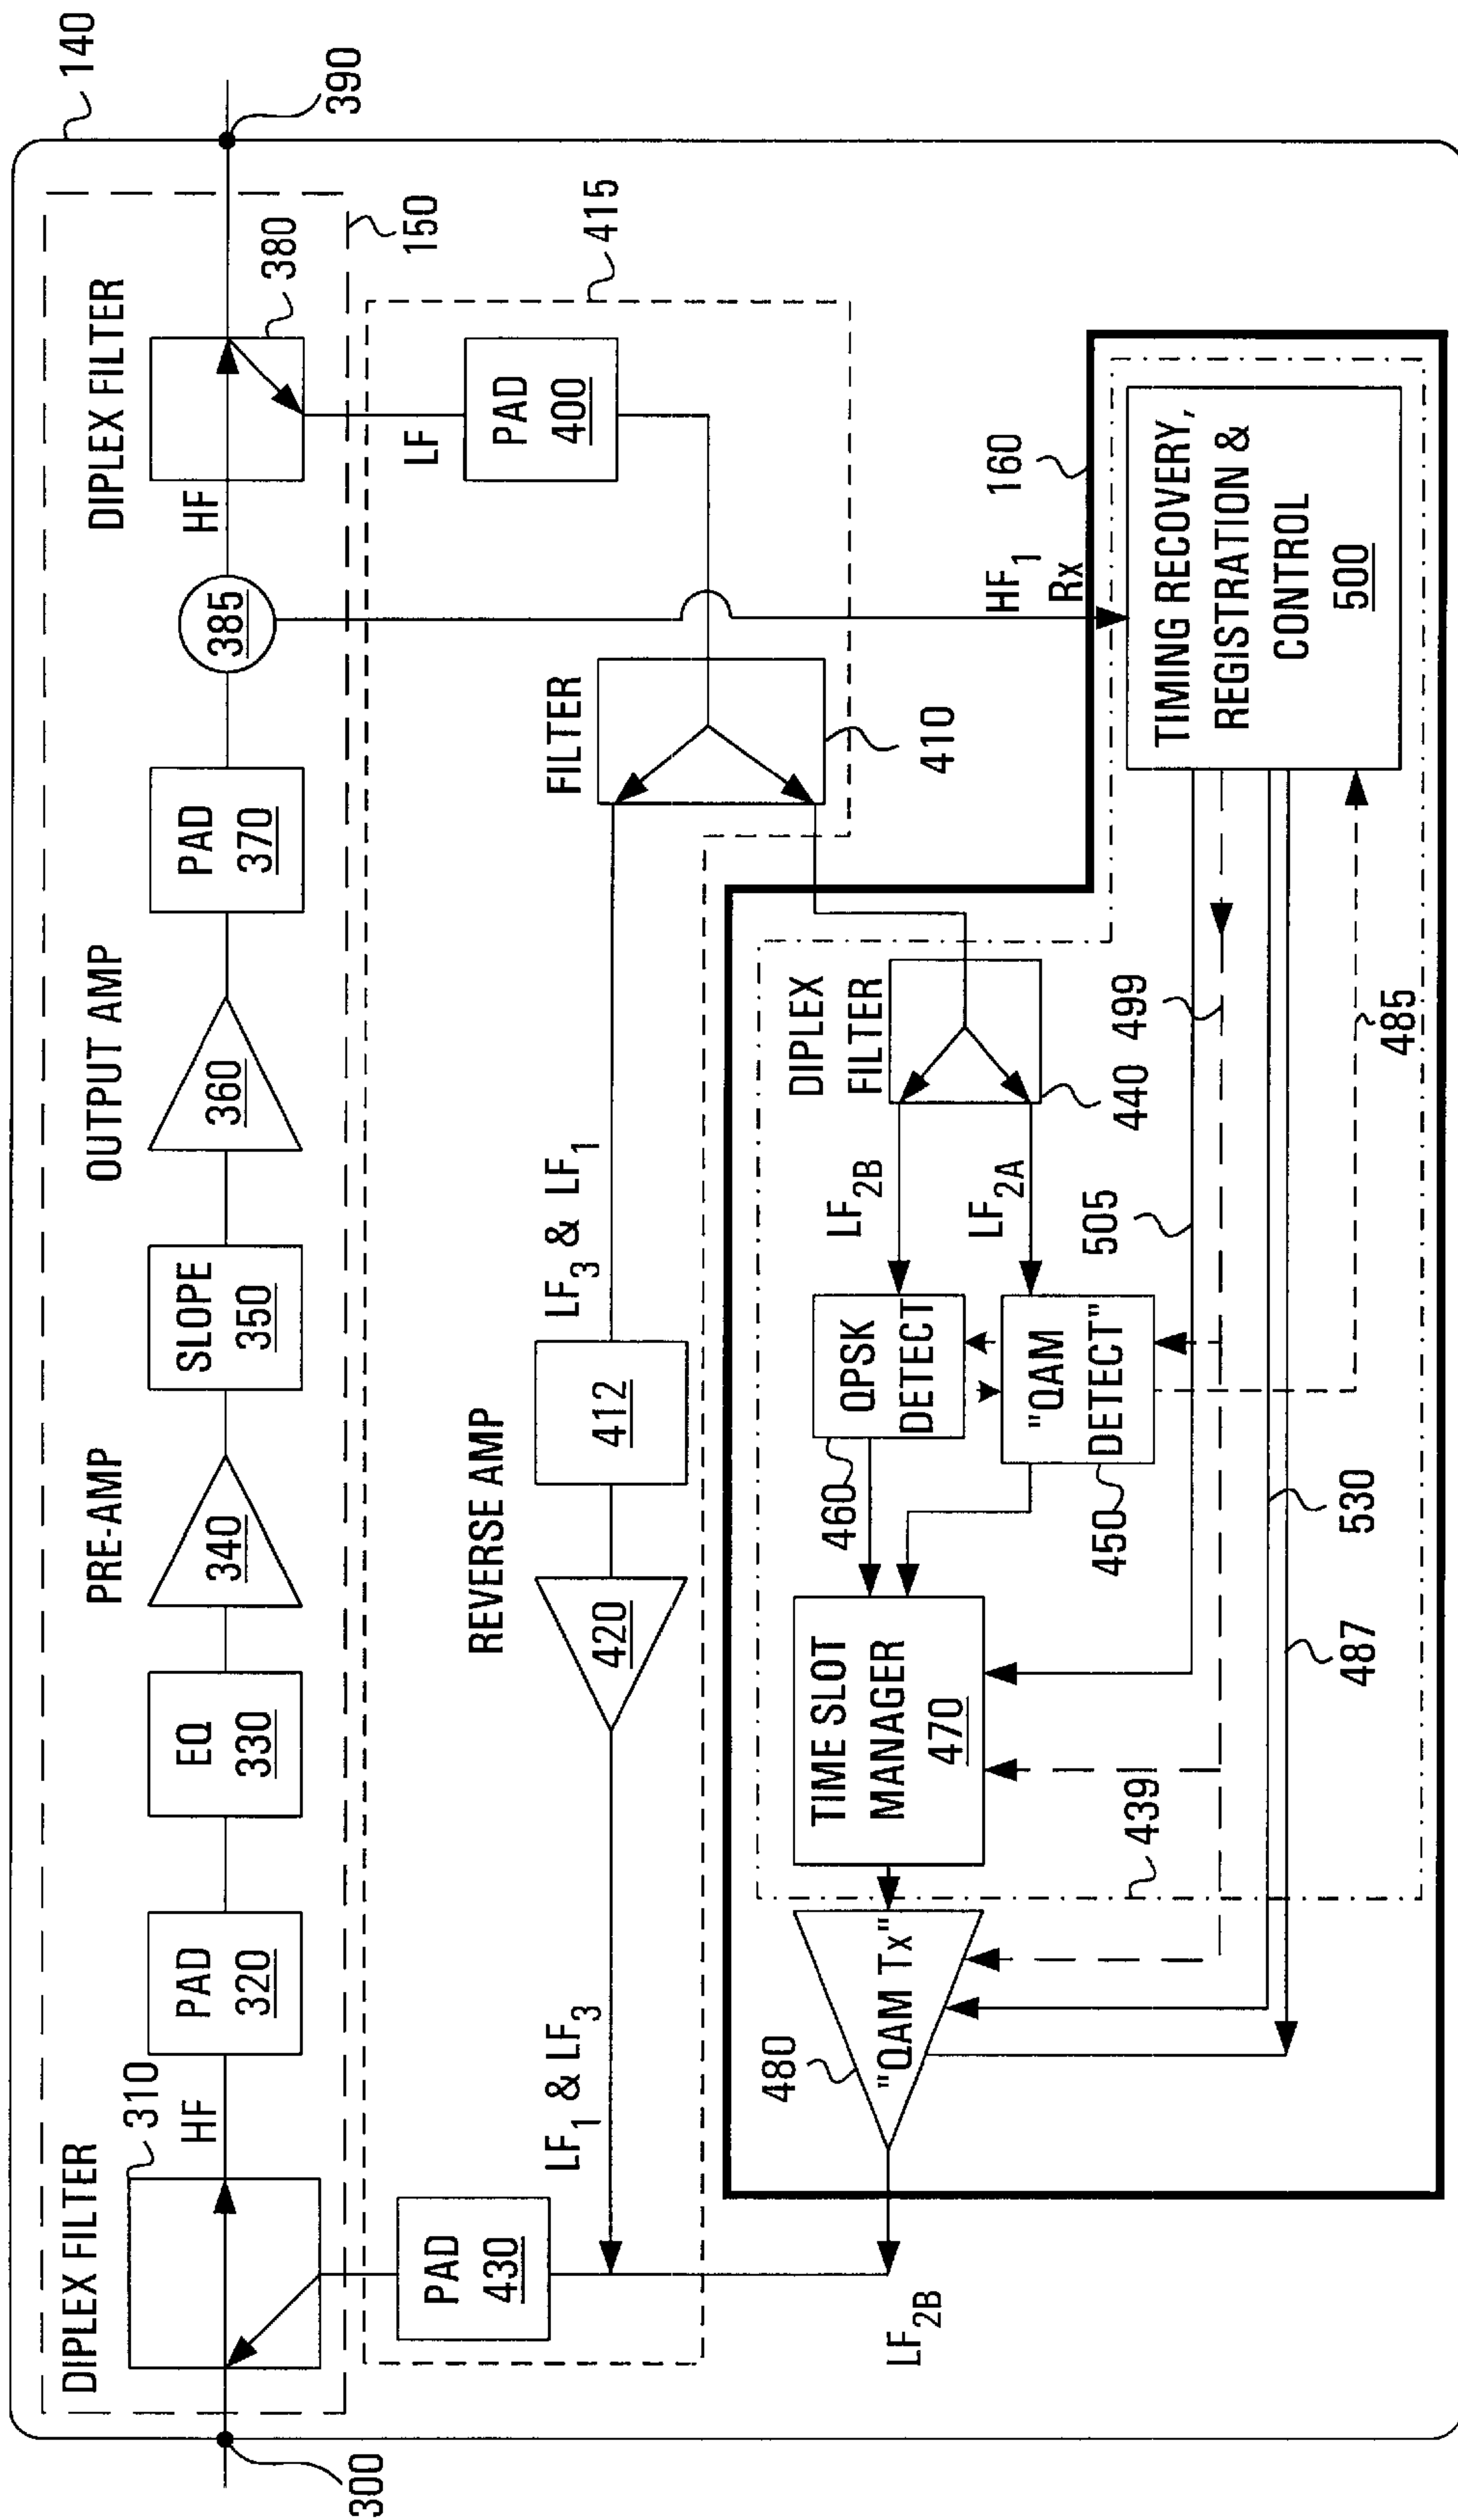 140
390
DIPLEX FILTER
310
HF
PAD
320
EQ
330
PRE-AMP
340
SLOPE
350
OUTPUT AMP
360
PAD
370
385
HF
DIPLEX FILTER
380
150
300
415
LF
PAD
400
FILTER
410
LF3 & LF1
412
REVERSE AMP
420
LF1 & LF3
PAD
430
LF2B
160
HF1
Rx
TIMING RECOVERY,
REGISTRATION &
CONTROL
500
DIPLEX
FILTER
440
499
485
LF2B
LF2A
505
QPSK
DETECT
460
"QAM
DETECT"
450
530
487
TIME SLOT
MANAGER
470
439
480
"QAM Tx"